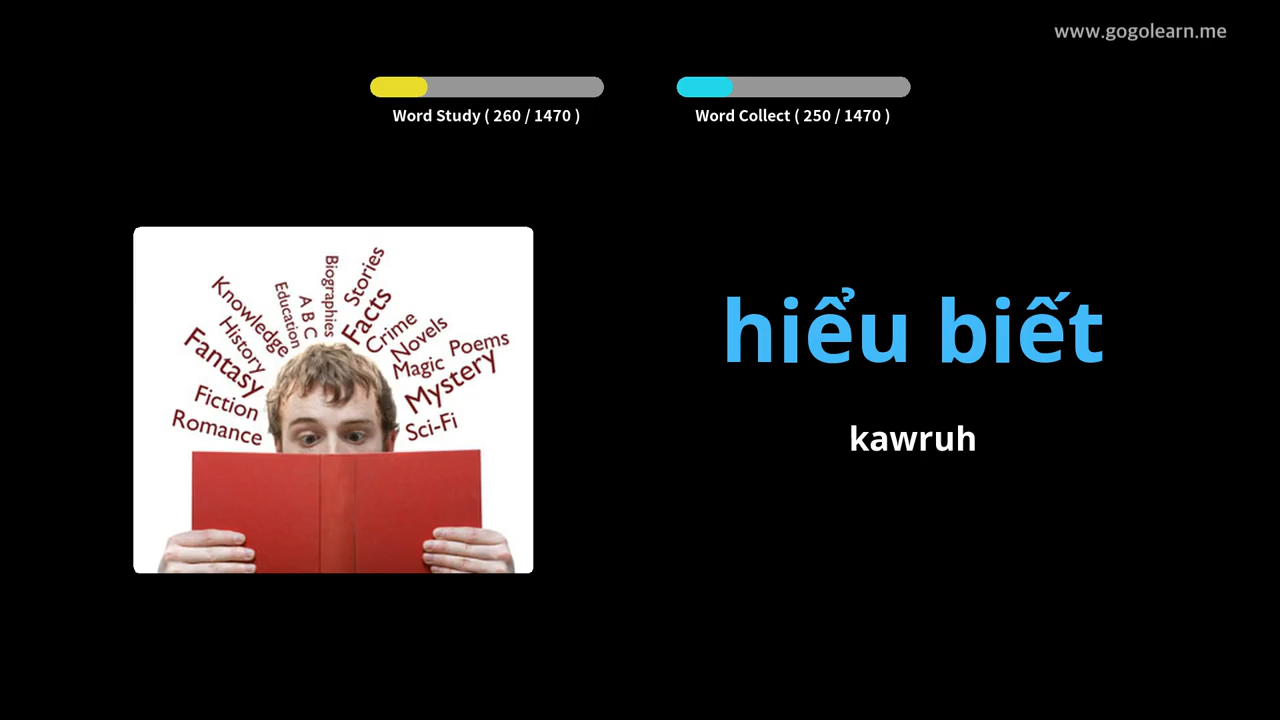 www.gogolearn.me
Word Study ( 260 / 1470 )
Word Collect ( 250 / 1470 )
Knowledge
Education
A B C
Biographies
Stories
Facts
Crime
Novels
Poems
History
Fantasy
Magic
Mystery
Fiction
Romance
Sci-Fi
hiểu biết
kawruh